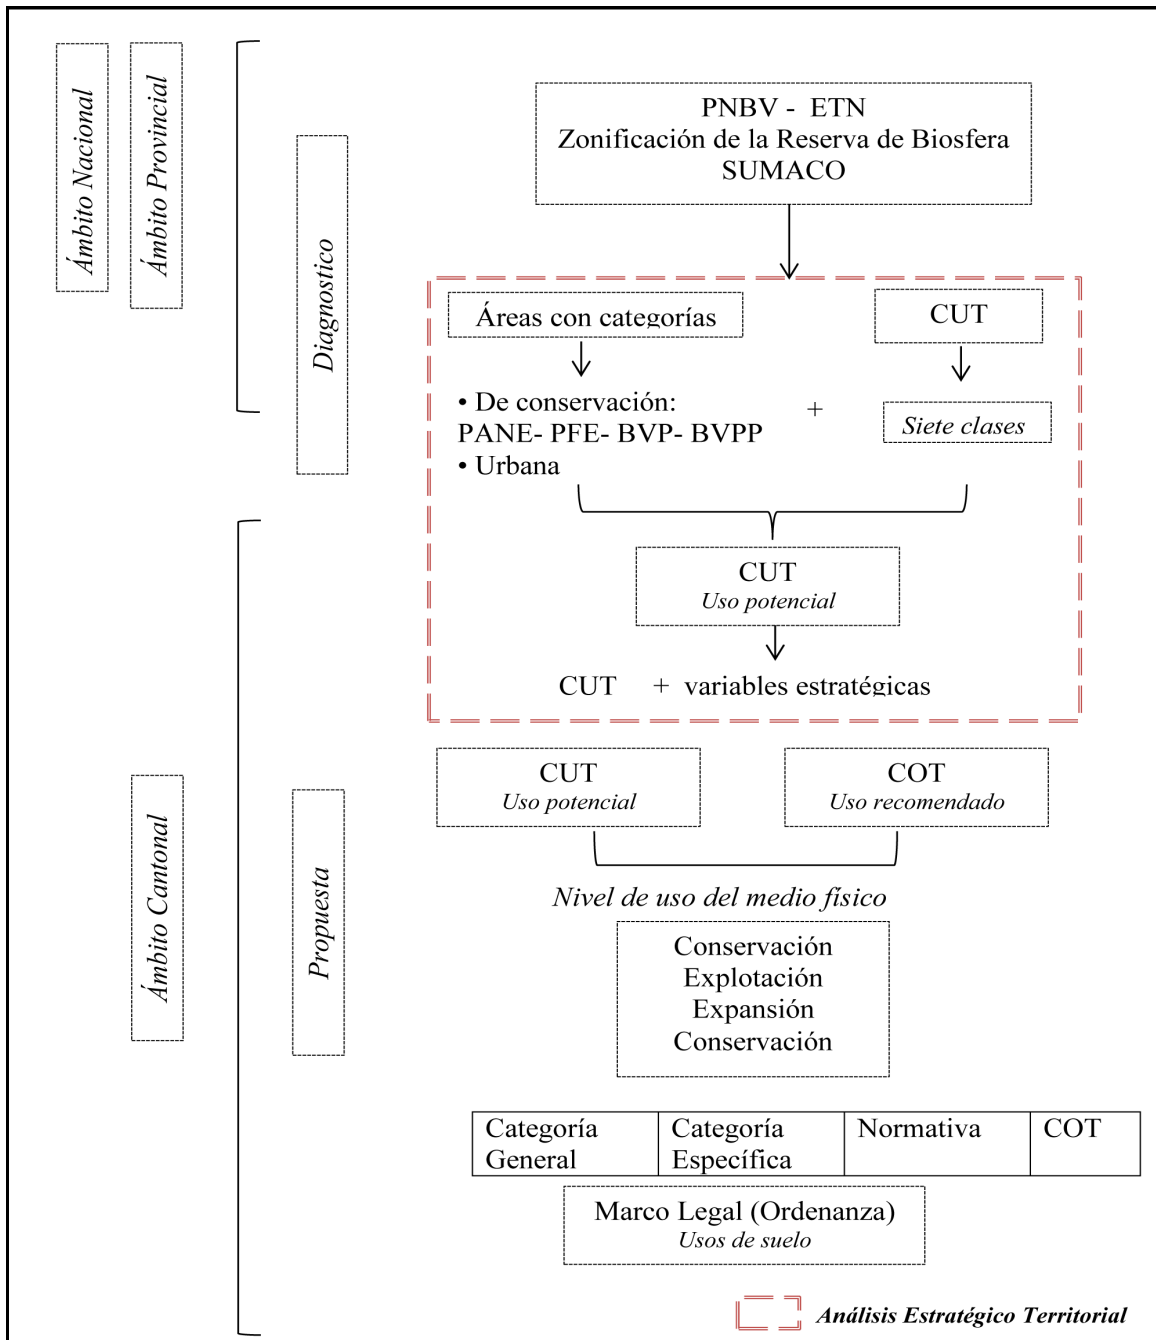 Ámbito Nacional
Ámbito Provincial
Diagnostico
PNBV - ETN
Zonificación de la Reserva de Biosfera
SUMACO
Áreas con categorías
CUT
• De conservación:
PANE- PFE- BVP- BVPP
• Urbana
+
Siete clases
CUT
Uso potencial
CUT + variables estratégicas
Ámbito Cantonal
Propuesta
CUT
Uso potencial
COT
Uso recomendado
Nivel de uso del medio físico
Conservación
Explotación
Expansión
Conservación
Categoría General
Categoría Específica
Normativa
COT
Marco Legal (Ordenanza)
Usos de suelo
Análisis Estratégico Territorial